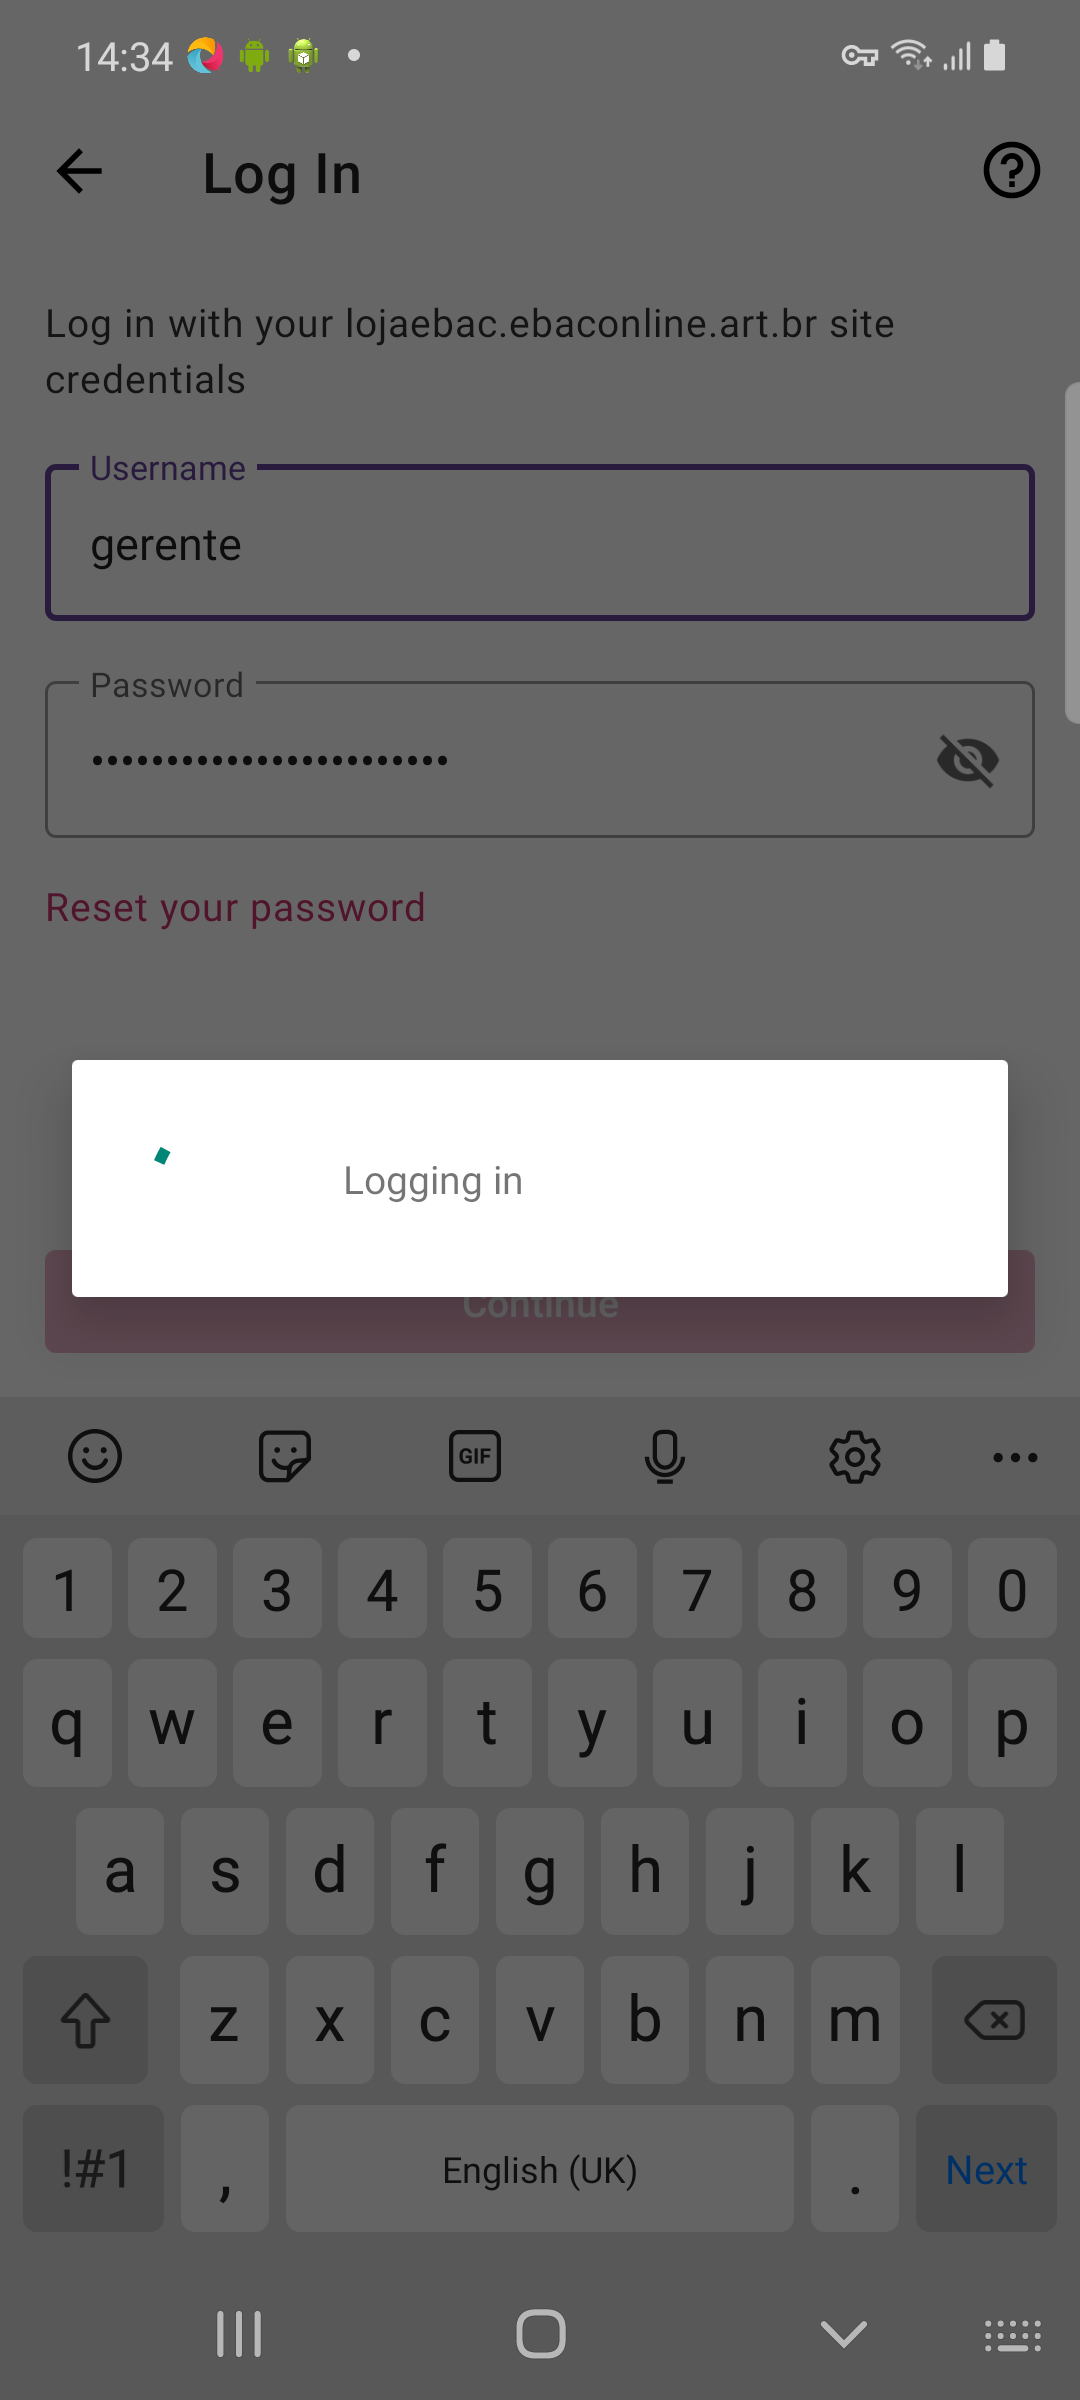 14:34
Log In
Log in with your lojaebac.ebaconline.art.br site
credentials
Username
gerente
Password
••••••••••••••••••••••••
Reset your password
Logging in
Continue
GIF
1 2 3 4 5 6 7 8 9 0
q w e r t y u i o p
a s d f g h j k l
z x c v b n m
!#1 , English (UK) . Next